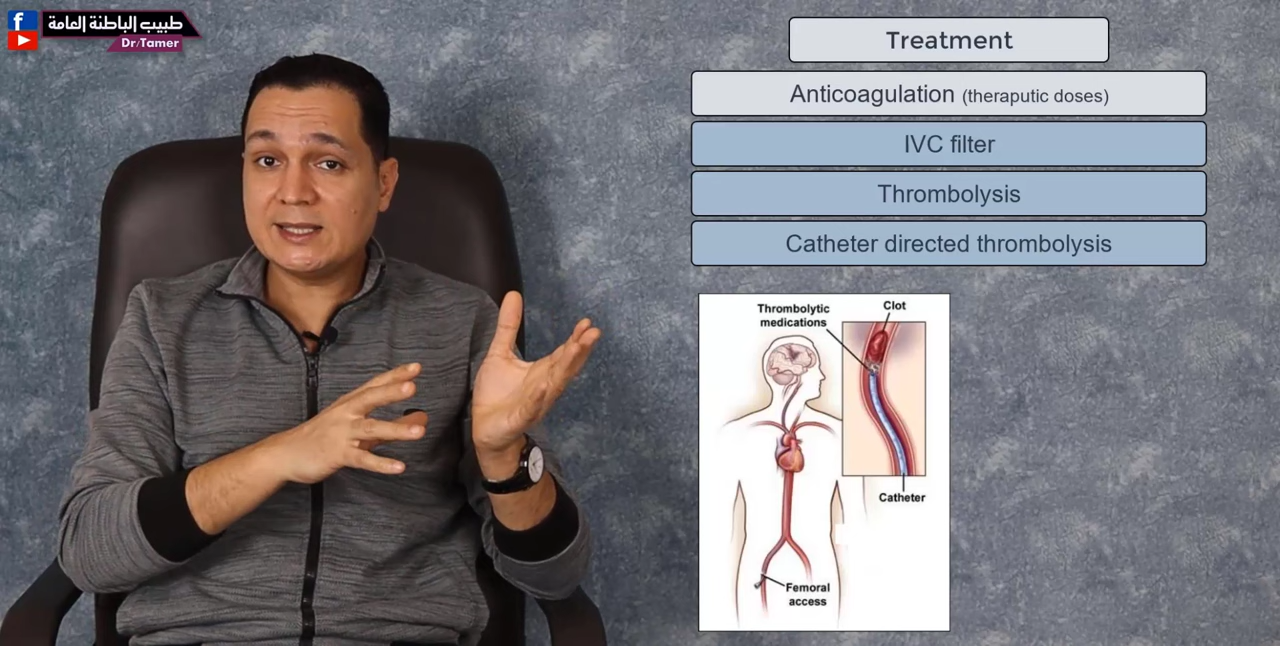 f
طبيب الباطنة العامة
Dr/Tamer
Treatment
Anticoagulation (theraputic doses)
IVC filter
Thrombolysis
Catheter directed thrombolysis
Thrombolytic
medications
Clot
Catheter
Femoral
access